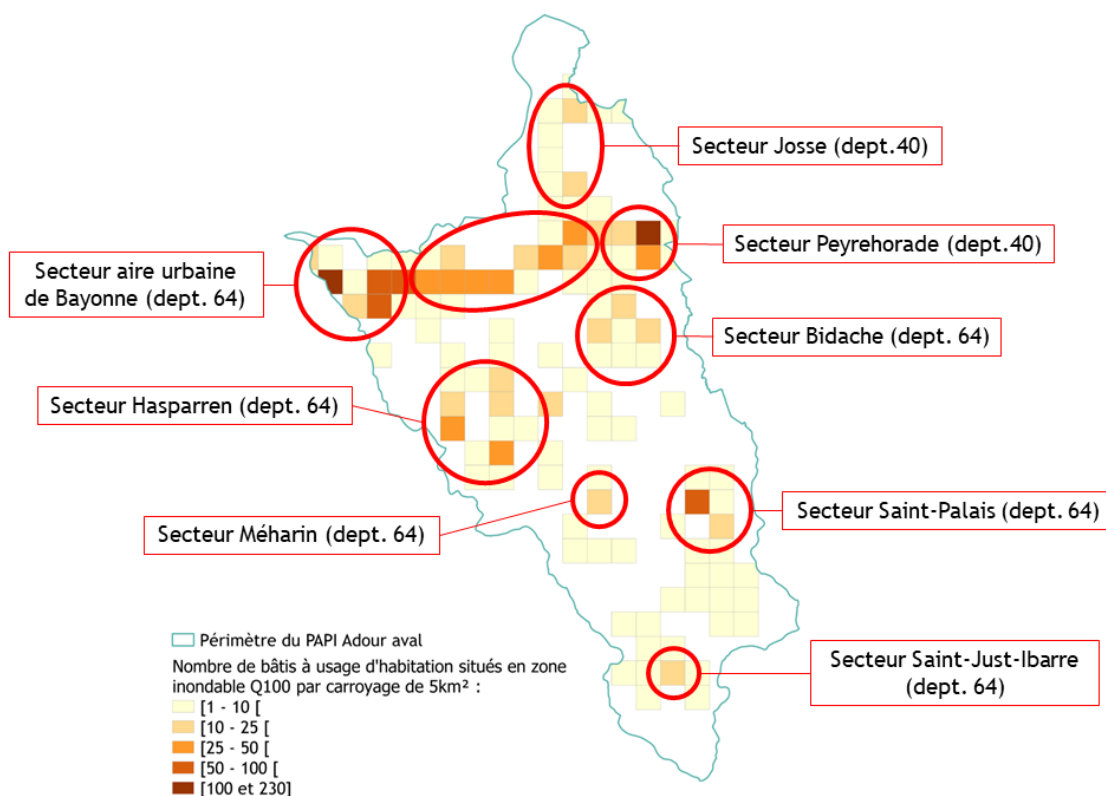 Secteur Josse (dept.40)
Secteur Peyrehorade (dept.40)
Secteur aire urbaine
de Bayonne (dept. 64)
Secteur Bidache (dept. 64)
Secteur Hasparren (dept. 64)
Secteur Saint-Palais (dept. 64)
Secteur Méharin (dept. 64)
Secteur Saint-Just-Ibarre
(dept. 64)
Périmètre du PAPI Adour aval
Nombre de bâtis à usage d'habitation situés en zone
inondable Q100 par carroyage de 5km² :
[1 - 10 [
[10 - 25 [
[25 - 50 [
[50 - 100 [
[100 et 230]